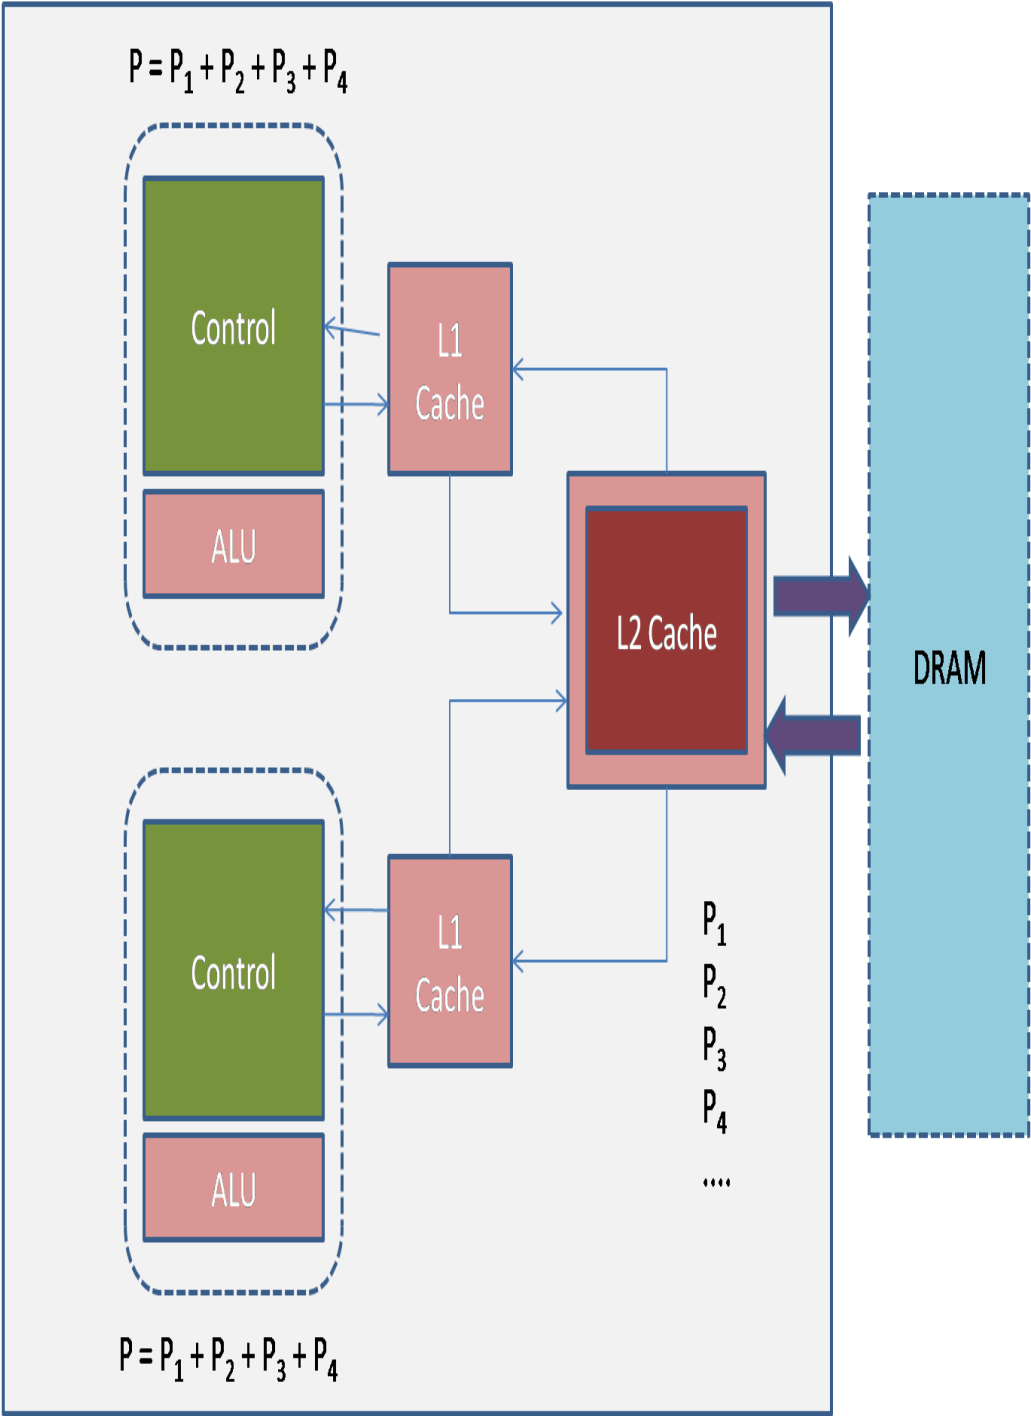 P = P₁ + P₂ + P₃ + P₄
Control
ALU
L1
Cache
L2 Cache
DRAM
Control
ALU
L1
Cache
P₁
P₂
P₃
P₄
....
P = P₁ + P₂ + P₃ + P₄